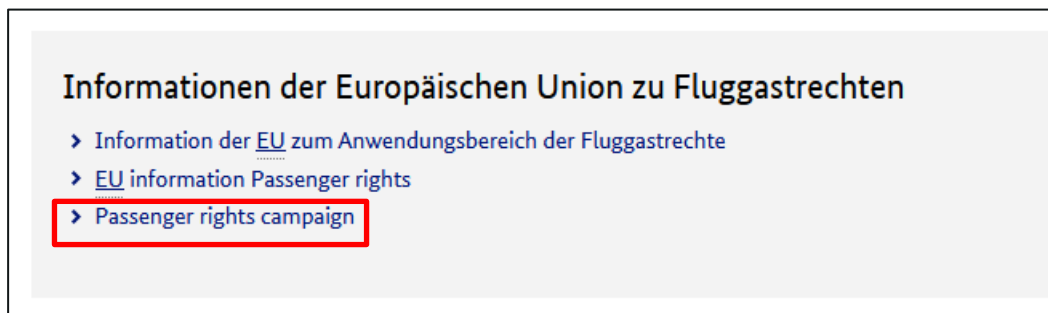 Informationen der Europäischen Union zu Fluggastrechten
Information der EU zum Anwendungsbereich der Fluggastrechte
EU information Passenger rights
Passenger rights campaign